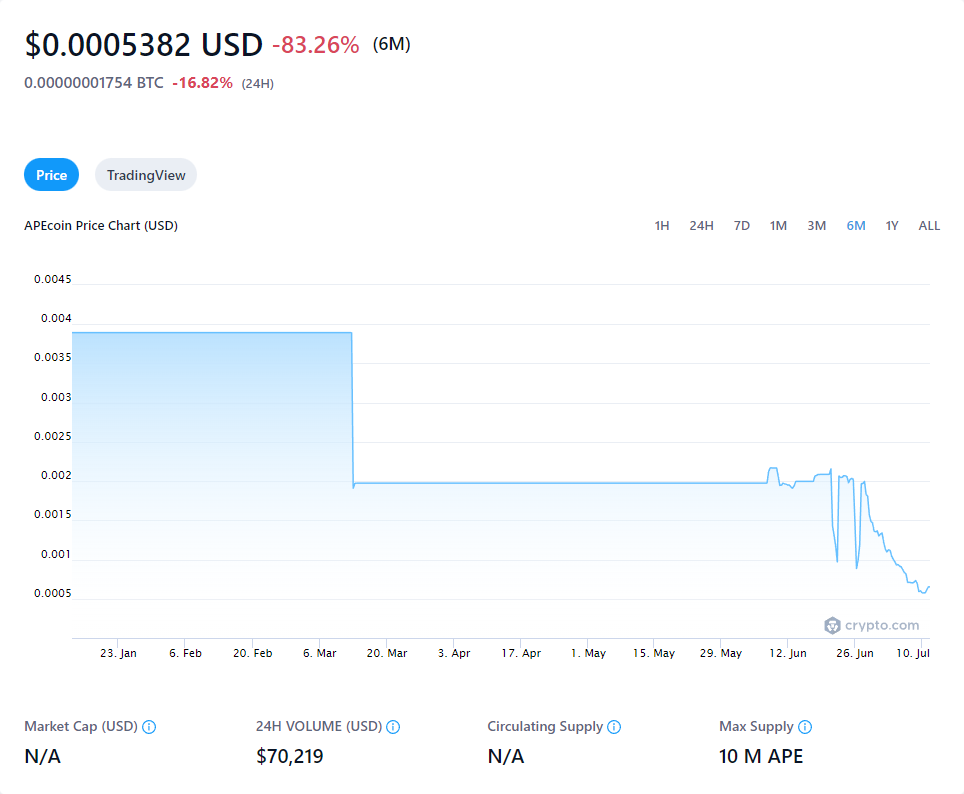 $0.0005382 USD -83.26% (6M)
0.00000001754 BTC -16.82% (24H)
Price TradingView
APEcoin Price Chart (USD) 1H 24H 7D 1M 3M 6M 1Y ALL
0.0045
0.004
0.0035
0.003
0.0025
0.002
0.0015
0.001
0.0005
crypto.com
23. Jan 6. Feb 20. Feb 6. Mar 20. Mar 3. Apr 17. Apr 1. May 15. May 29. May 12. Jun 26. Jun 10. Jul
Market Cap (USD) 24H VOLUME (USD) Circulating Supply Max Supply
N/A $70,219 N/A 10 M APE